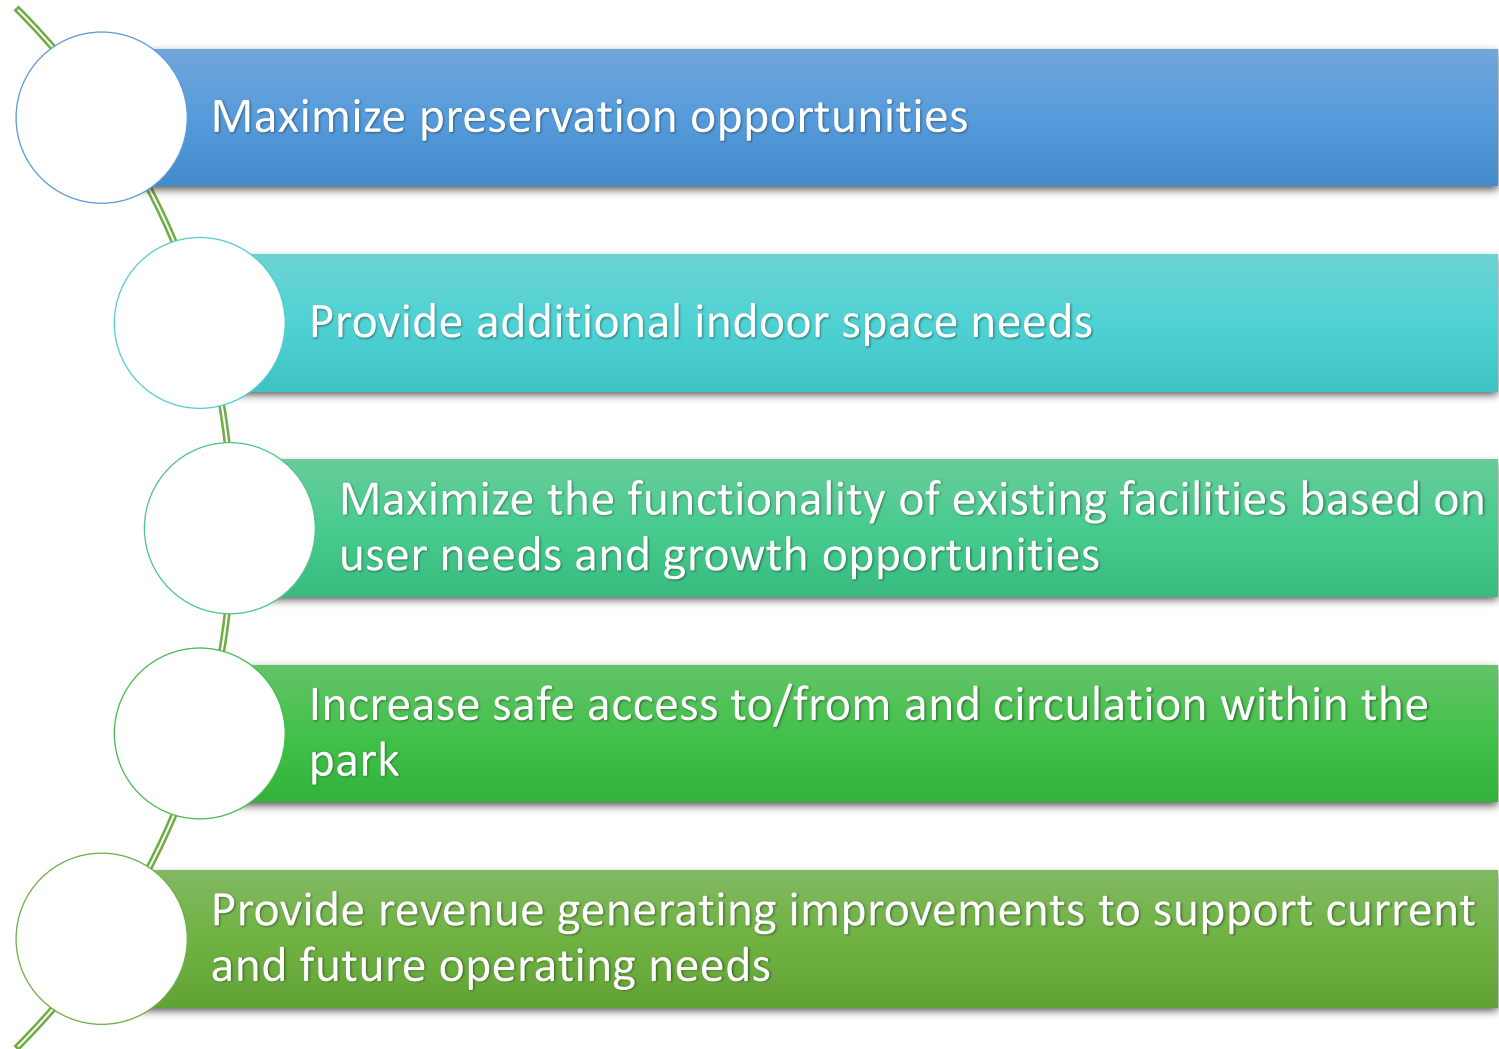 Maximize preservation opportunities
Provide additional indoor space needs
Maximize the functionality of existing facilities based on
user needs and growth opportunities
Increase safe access to/from and circulation within the
park
Provide revenue generating improvements to support current
and future operating needs